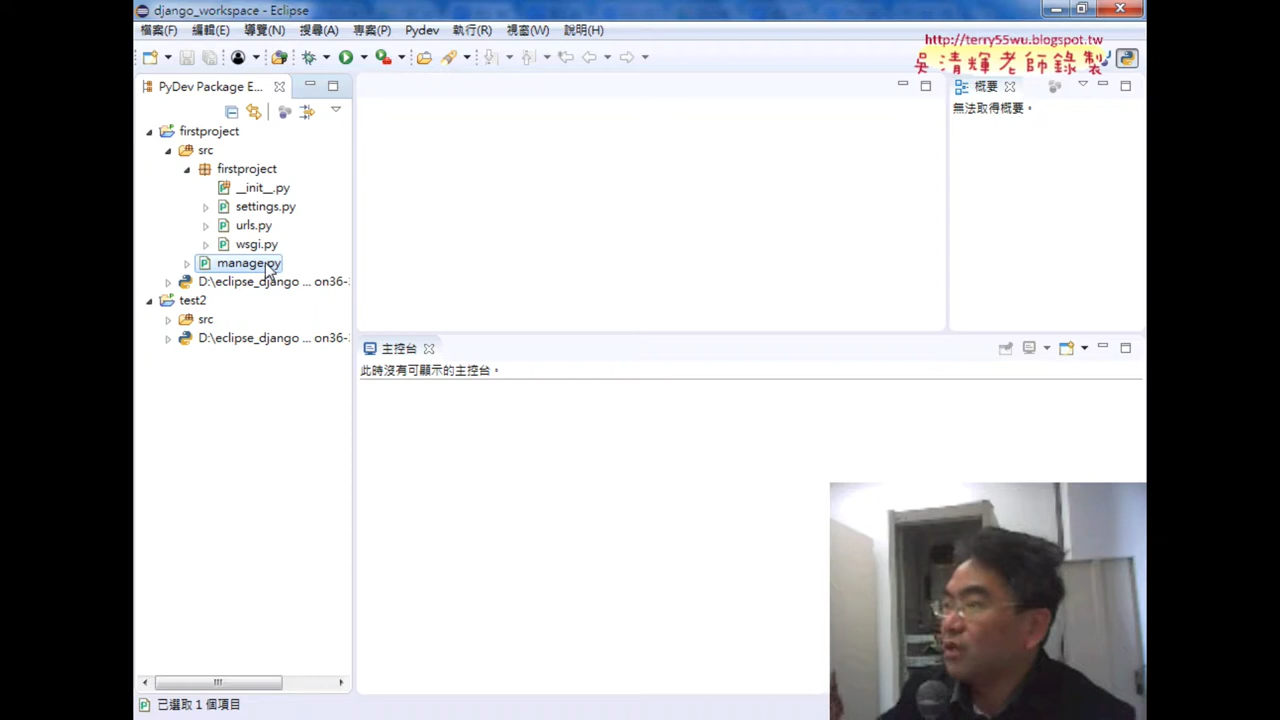 django_workspace - Eclipse
檔案(F) 編輯(E) 導覽(N) 搜尋(A) 專案(P) Pydev 執行(R) 視窗(W) 說明(H)
http://terry55wu.blogspot.tw
吳清輝老師錄製
PyDev Package E...
概要
無法取得概要。
firstproject
src
firstproject
__init__.py
settings.py
urls.py
wsgi.py
manage.py
D:\eclipse_django ... on36-
test2
src
D:\eclipse_django ... on36-
主控台
此時沒有可顯示的主控台。
已選取 1 個項目